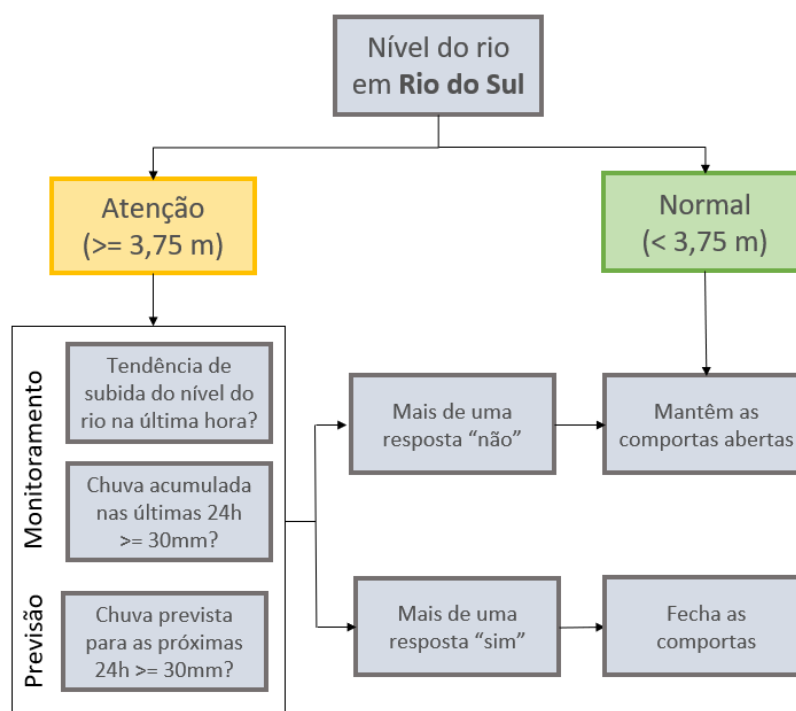 Nível do rio
em Rio do Sul
Atenção
(>= 3,75 m)
Normal
(< 3,75 m)
Monitoramento
Tendência de
subida do nível do
rio na última hora?
Chuva acumulada
nas últimas 24h
>= 30mm?
Previsão
Chuva prevista
para as próximas
24h >= 30mm?
Mais de uma
resposta “não”
Mantêm as
comportas abertas
Mais de uma
resposta “sim”
Fecha as
comportas